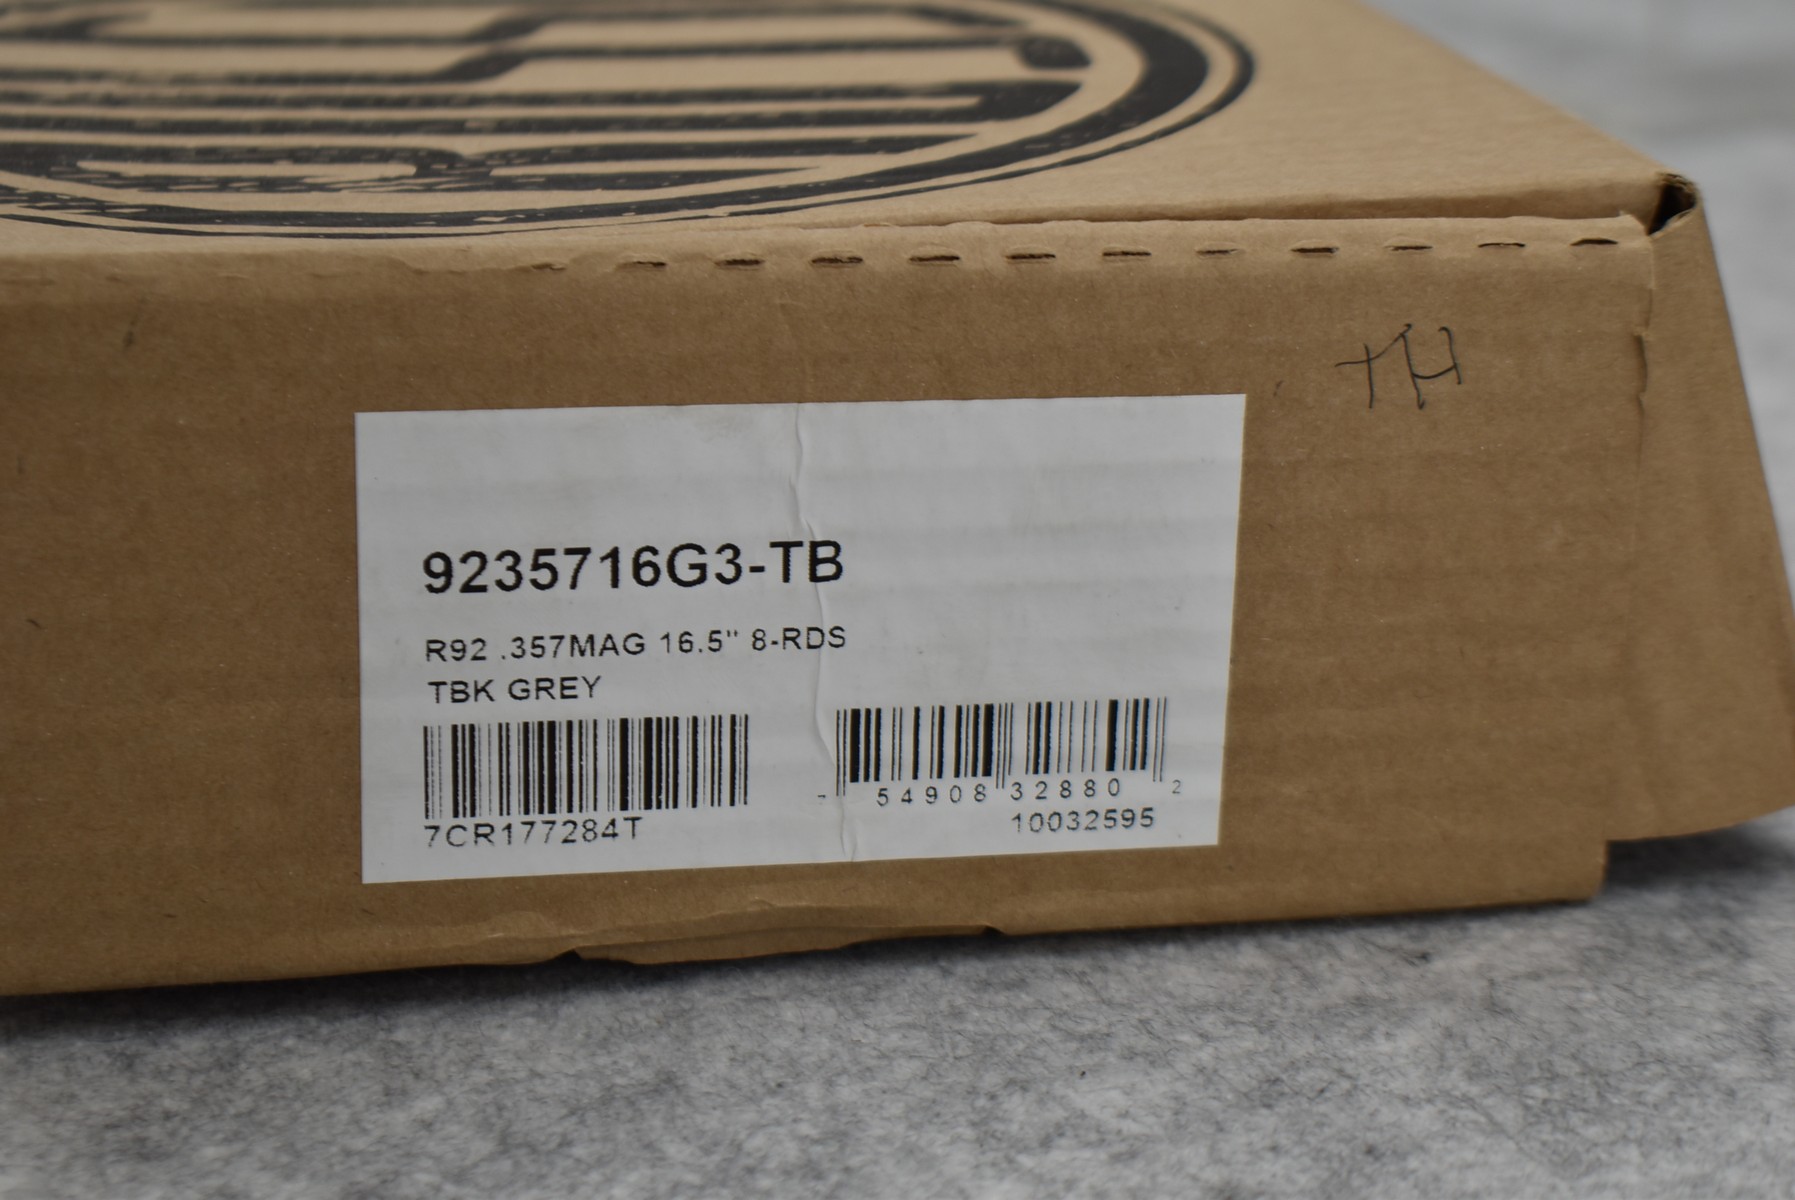 TH
9235716G3-TB
R92 .357MAG 16.5" 8-RDS
TBK GREY
7CR177284T
54908 32880 2
10032595